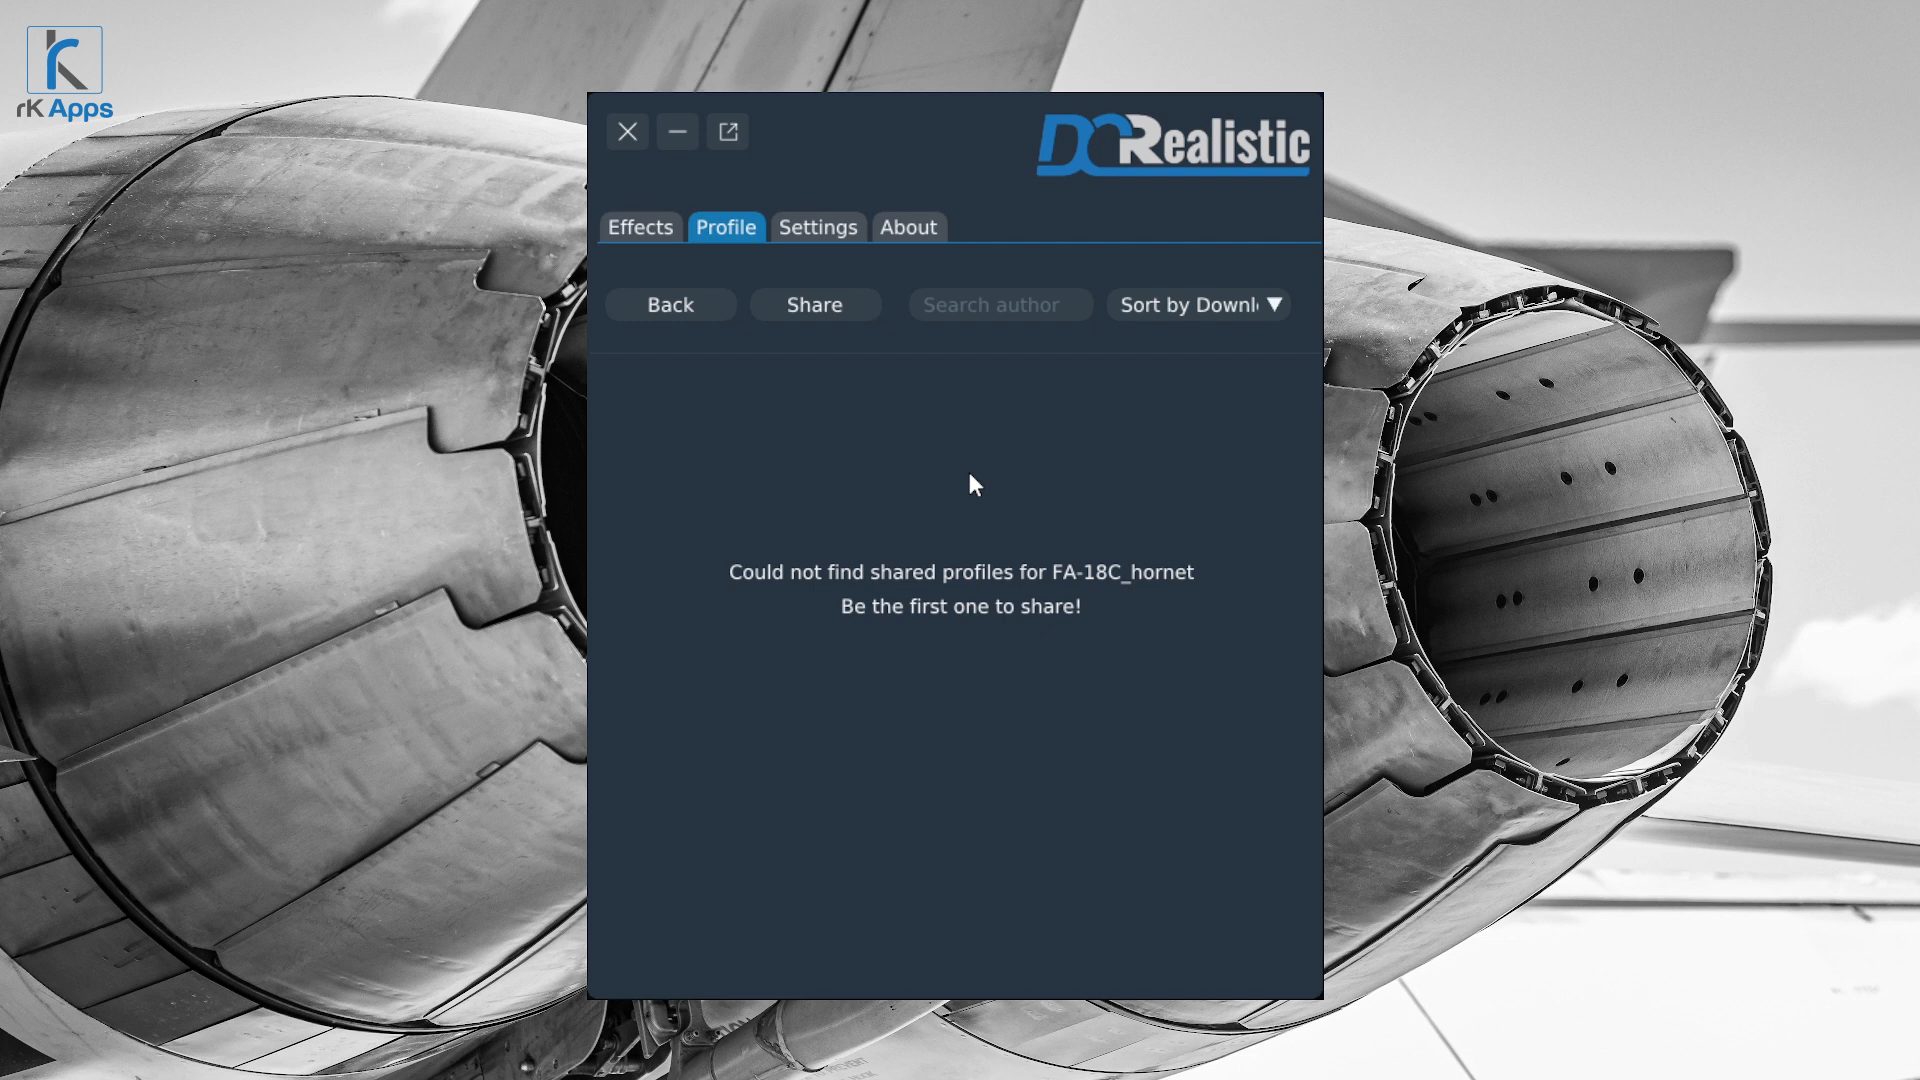 rK Apps
DCRealistic
Effects
Profile
Settings
About
Back
Share
Search author
Sort by Downl
Could not find shared profiles for FA-18C_hornet
Be the first one to share!